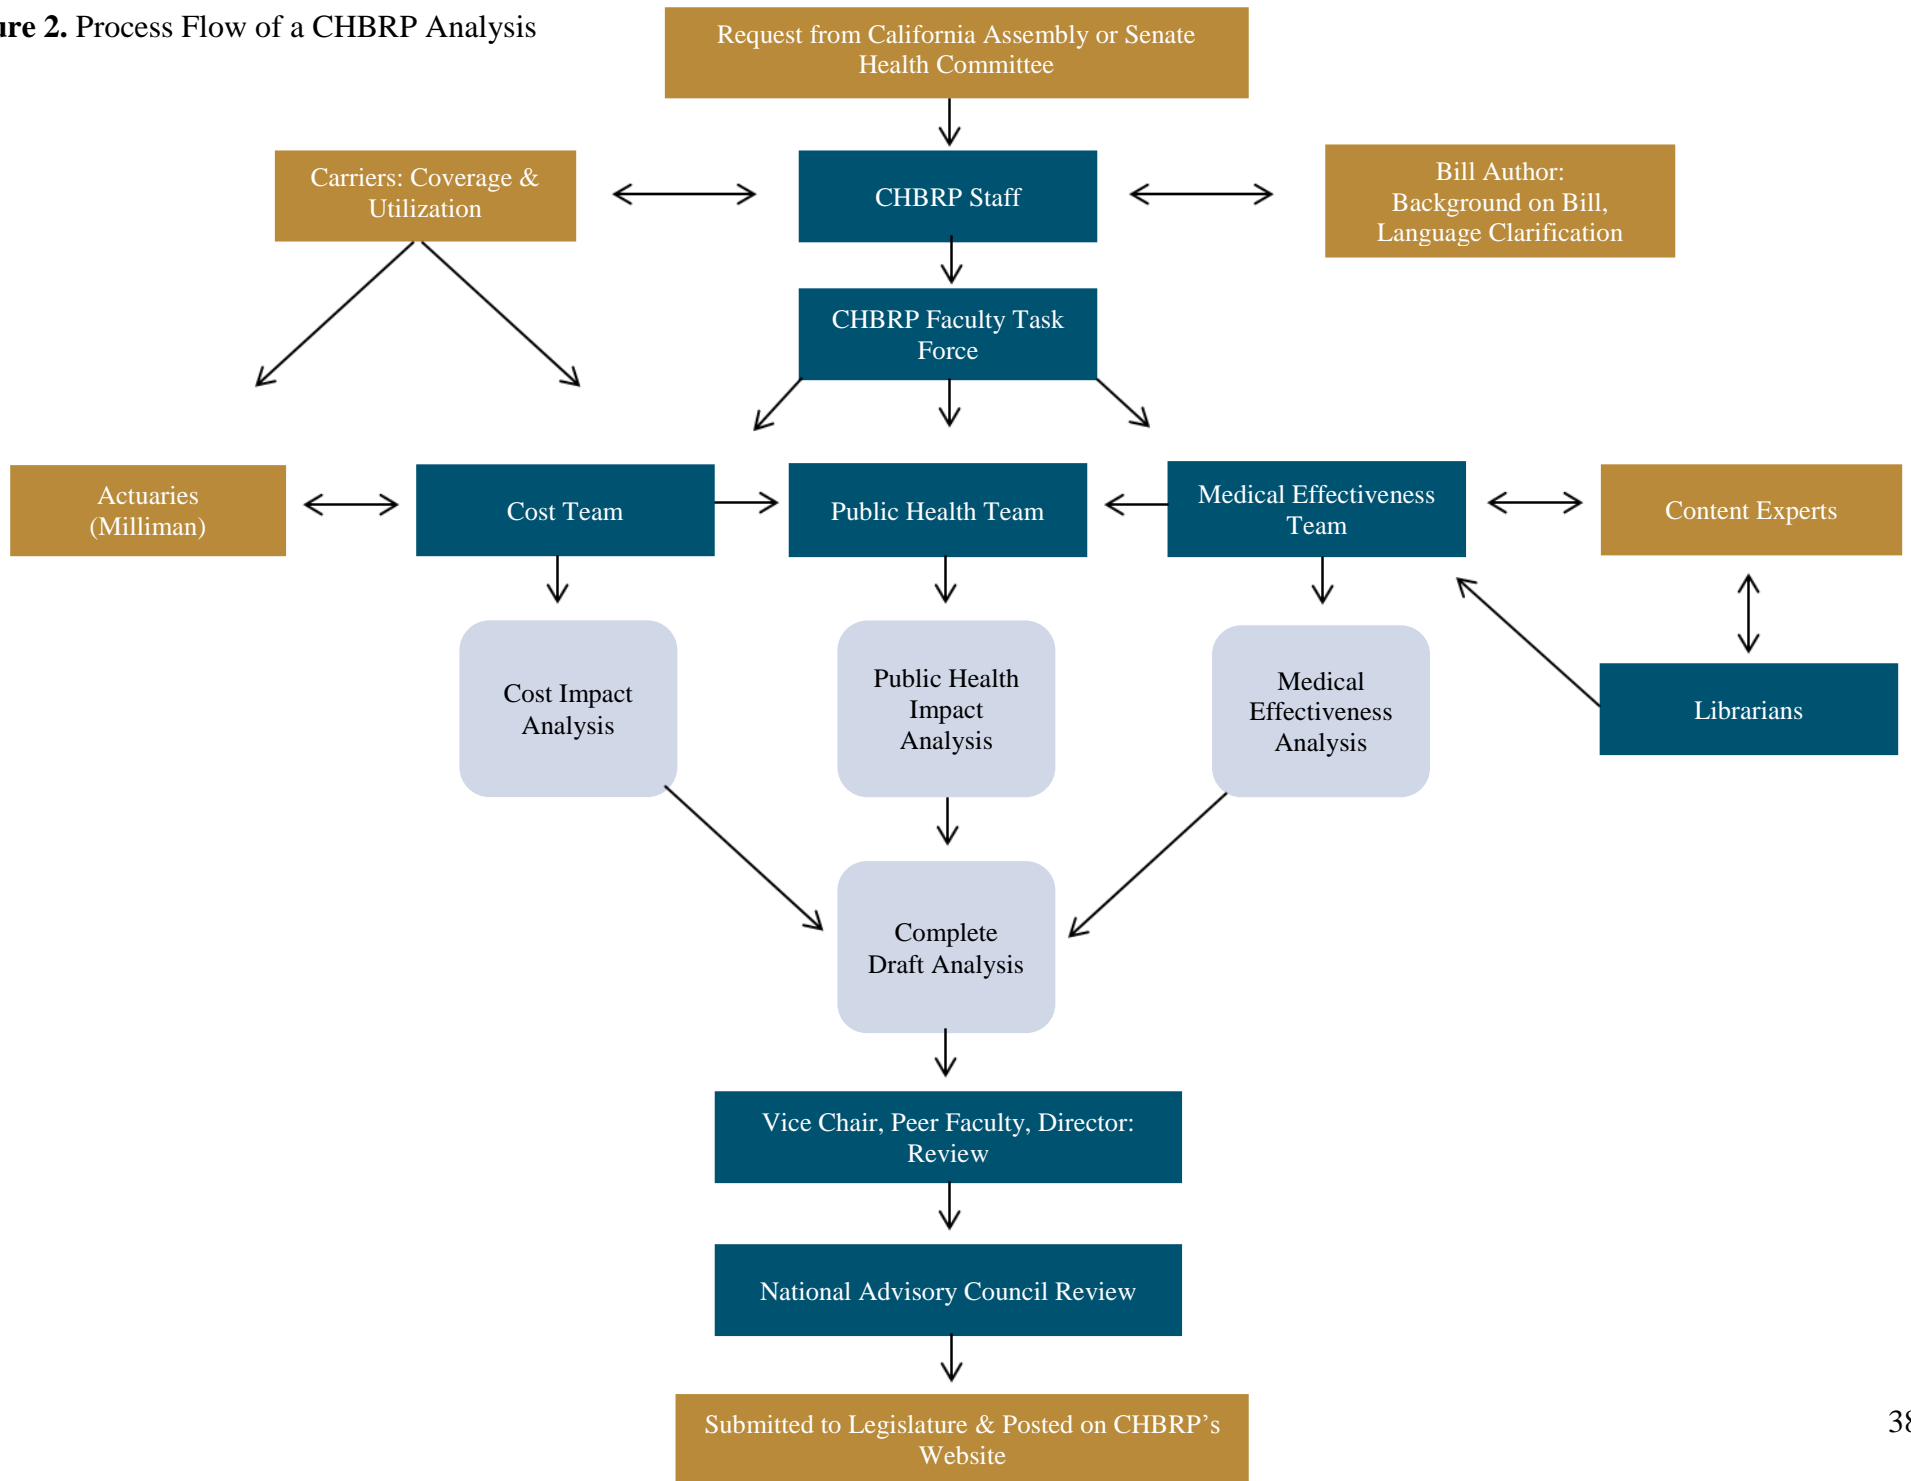 ure 2. Process Flow of a CHBRP Analysis
Request from California Assembly or Senate
Health Committee
Carriers: Coverage &
Utilization
CHBRP Staff
Bill Author:
Background on Bill,
Language Clarification
CHBRP Faculty Task
Force
Actuaries
(Milliman)
Cost Team
Public Health Team
Medical Effectiveness
Team
Content Experts
Cost Impact
Analysis
Public Health
Impact
Analysis
Medical
Effectiveness
Analysis
Librarians
Complete
Draft Analysis
Vice Chair, Peer Faculty, Director:
Review
National Advisory Council Review
Submitted to Legislature & Posted on CHBRP’s
Website
38